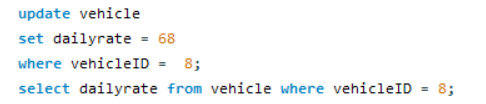 update vehicle
set dailyrate = 68
where vehicleID =  8;
select dailyrate from vehicle where vehicleID = 8;